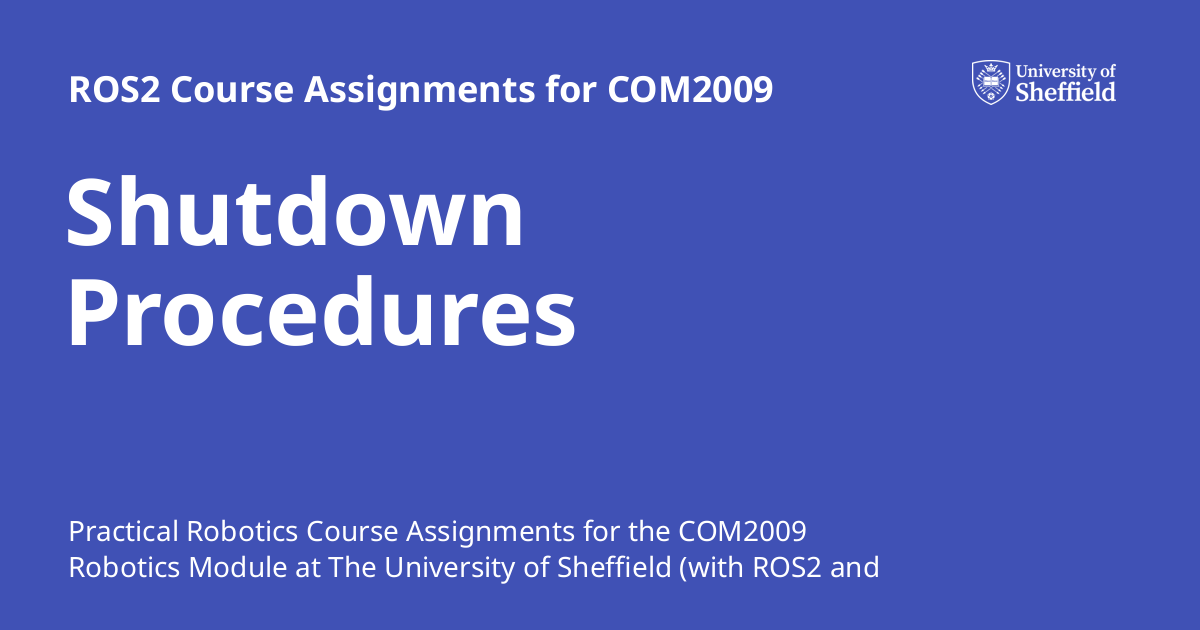 ROS2 Course Assignments for COM2009
University of
Sheffield
Shutdown
Procedures
Practical Robotics Course Assignments for the COM2009
Robotics Module at The University of Sheffield (with ROS2 and